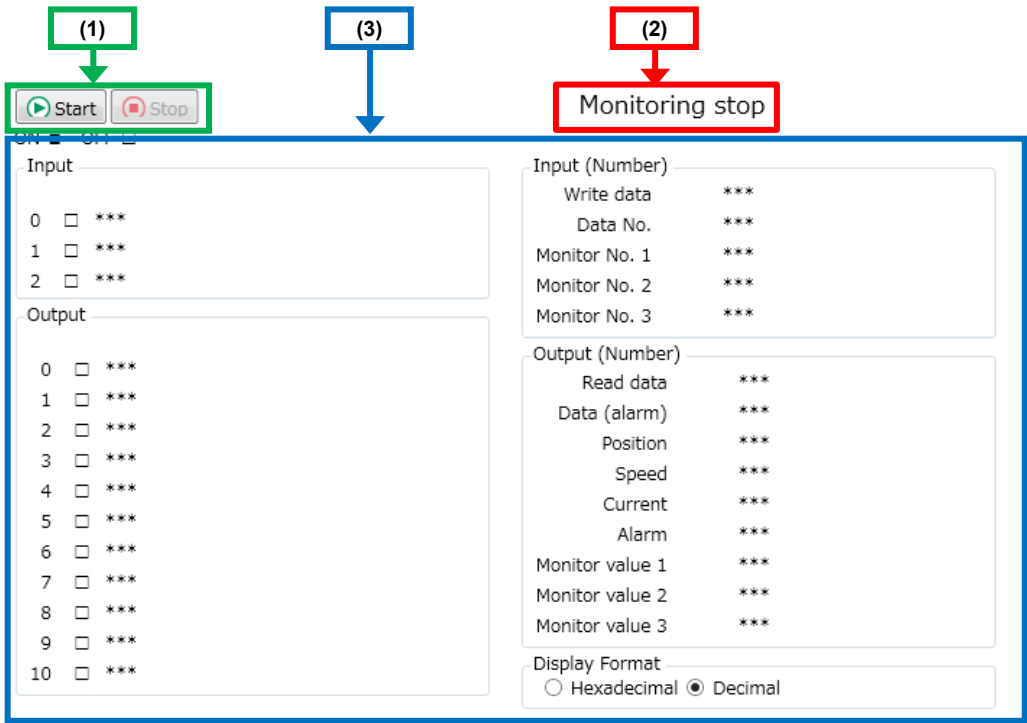 (1)
(3)
(2)
Start
Stop
Monitoring stop
ON ■ OFF □
Input
0 □ ***
1 □ ***
2 □ ***
Output
0 □ ***
1 □ ***
2 □ ***
3 □ ***
4 □ ***
5 □ ***
6 □ ***
7 □ ***
8 □ ***
9 □ ***
10 □ ***
Input (Number)
Write data ***
Data No. ***
Monitor No. 1 ***
Monitor No. 2 ***
Monitor No. 3 ***
Output (Number)
Read data ***
Data (alarm) ***
Position ***
Speed ***
Current ***
Alarm ***
Monitor value 1 ***
Monitor value 2 ***
Monitor value 3 ***
Display Format
Hexadecimal Decimal